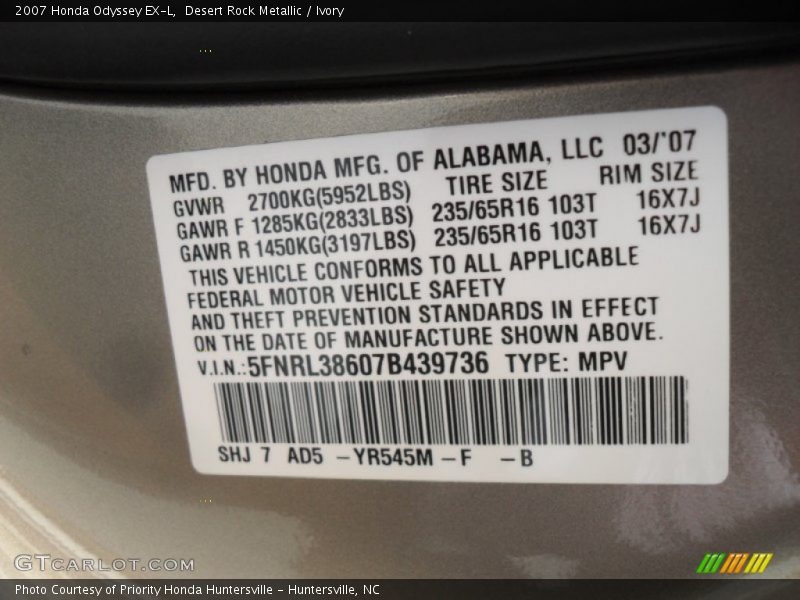 2007 Honda Odyssey EX-L, Desert Rock Metallic / Ivory
MFD. BY HONDA MFG. OF ALABAMA, LLC 03/'07
GVWR 2700KG(5952LBS) TIRE SIZE RIM SIZE
GAWR F 1285KG(2833LBS) 235/65R16 103T 16X7J
GAWR R 1450KG(3197LBS) 235/65R16 103T 16X7J
THIS VEHICLE CONFORMS TO ALL APPLICABLE
FEDERAL MOTOR VEHICLE SAFETY
AND THEFT PREVENTION STANDARDS IN EFFECT
ON THE DATE OF MANUFACTURE SHOWN ABOVE.
V.I.N.:5FNRL38607B439736 TYPE: MPV
SHJ 7 AD5 -YR545M -F -B
GTCARLOT.COM
Photo Courtesy of Priority Honda Huntersville - Huntersville, NC